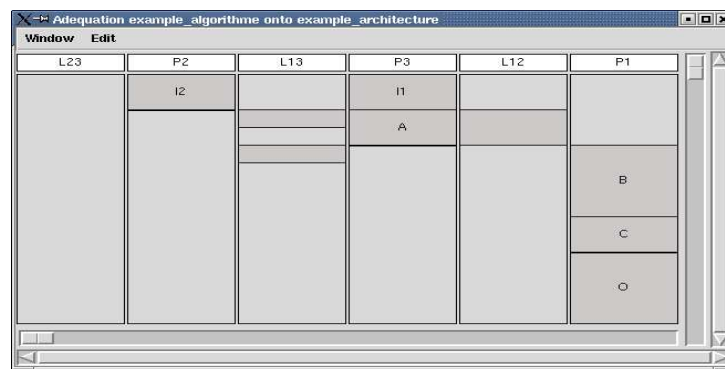 Adequation example_algorithme onto example_architecture
Window Edit
L23 P2 L13 P3 L12 P1
I2 I1
A
B
C
O